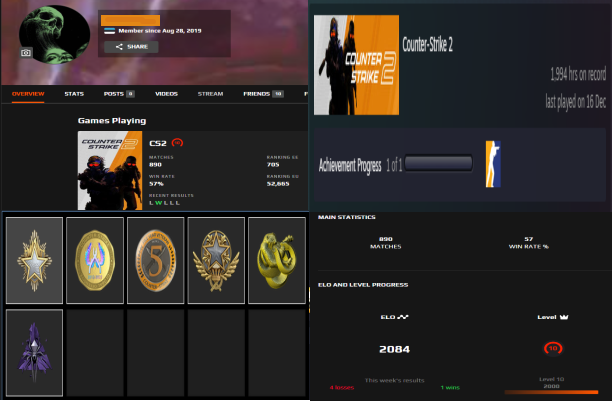 Member since Aug 28, 2019
SHARE
OVERVIEW STATS POSTS 0 VIDEOS STREAM FRIENDS 10 F
Games Playing
COUNTER
STRIKE 2
CS2 10
MATCHES
890
RANKING EE
705
WIN RATE
57%
RANKING EU
52,865
RECENT RESULTS
L W L L L
5
COUNTER
STRIKE 2
Counter-Strike 2
1,994 hrs on record
last played on 16 Dec
Achievement Progress 1 of 1
MAIN STATISTICS
890
MATCHES
57
WIN RATE %
ELO AND LEVEL PROGRESS
ELO
Level
2084
10
This week's results
4 losses
1 wins
Level 10
2000